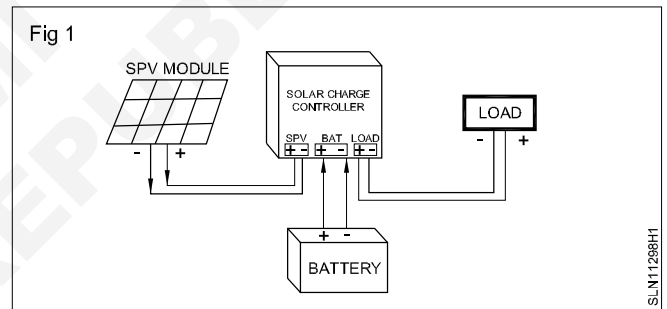 Fig 1
SPV MODULE
- +
SOLAR CHARGE
CONTROLLER
SPV BAT LOAD
+ - + - + -
LOAD
- +
+ -
BATTERY
SLN11298H1